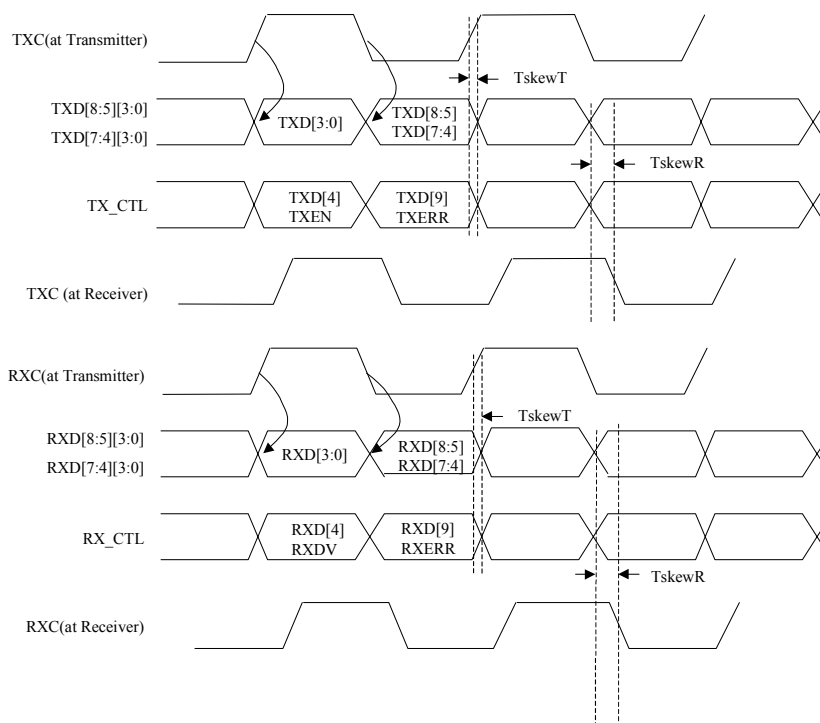 TXC(at Transmitter)
TskewT
TXD[8:5][3:0]
TXD[7:4][3:0]
TXD[3:0]
TXD[8:5]
TXD[7:4]
TskewR
TX_CTL
TXD[4]
TXEN
TXD[9]
TXERR
TXC (at Receiver)
RXC(at Transmitter)
TskewT
RXD[8:5][3:0]
RXD[7:4][3:0]
RXD[3:0]
RXD[8:5]
RXD[7:4]
RX_CTL
RXD[4]
RXDV
RXD[9]
RXERR
TskewR
RXC(at Receiver)